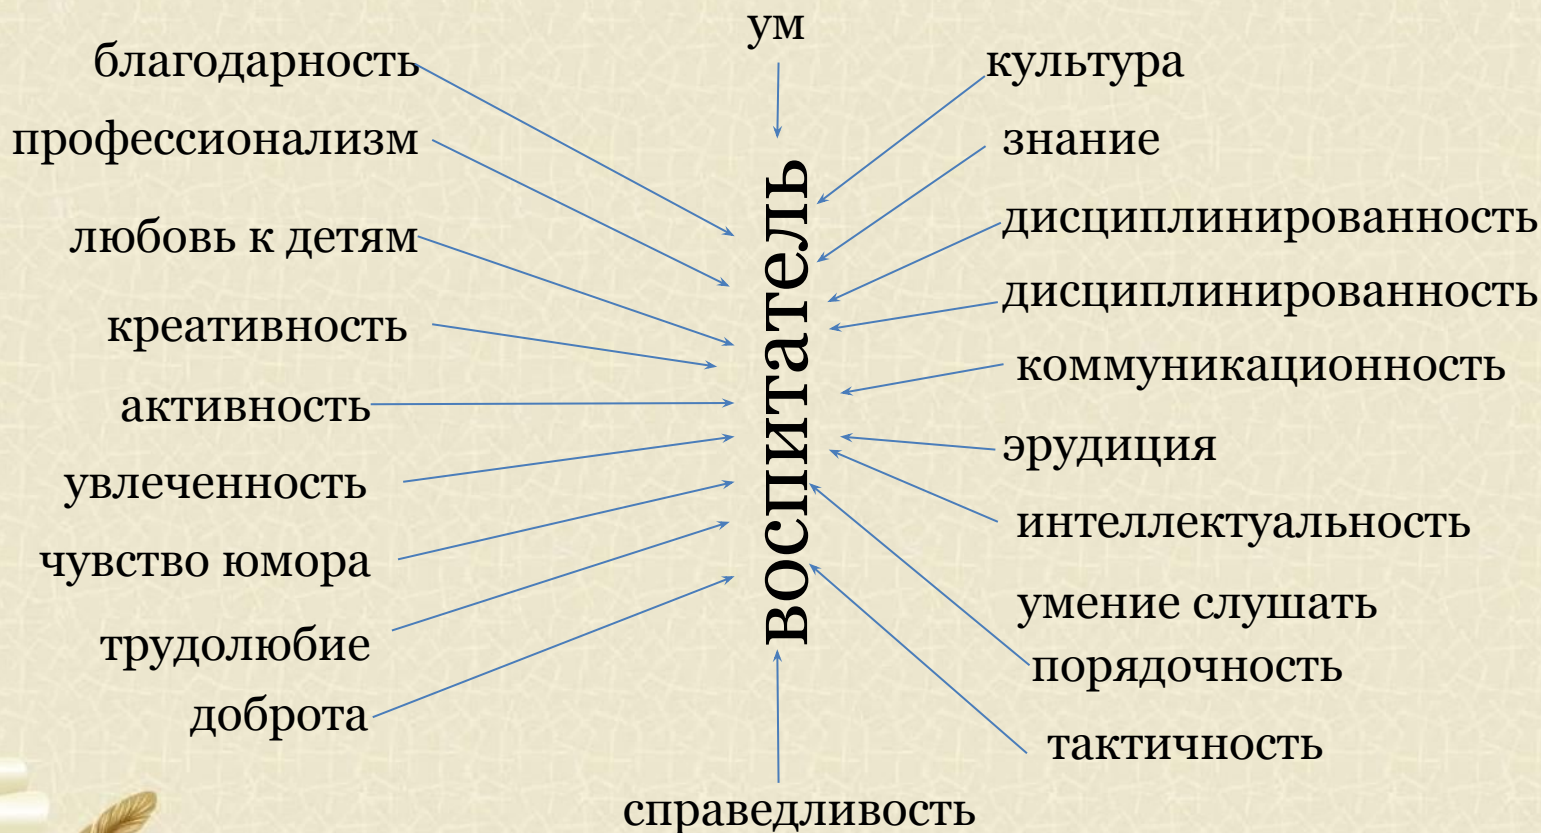 ум
благодарность
профессионализм
любовь к детям
креативность
активность
увлеченность
чувство юмора
трудолюбие
доброта
воспитатель
культура
знание
дисциплинированность
дисциплинированность
коммуникационность
эрудиция
интеллектуальность
умение слушать
порядочность
тактичность
справедливость